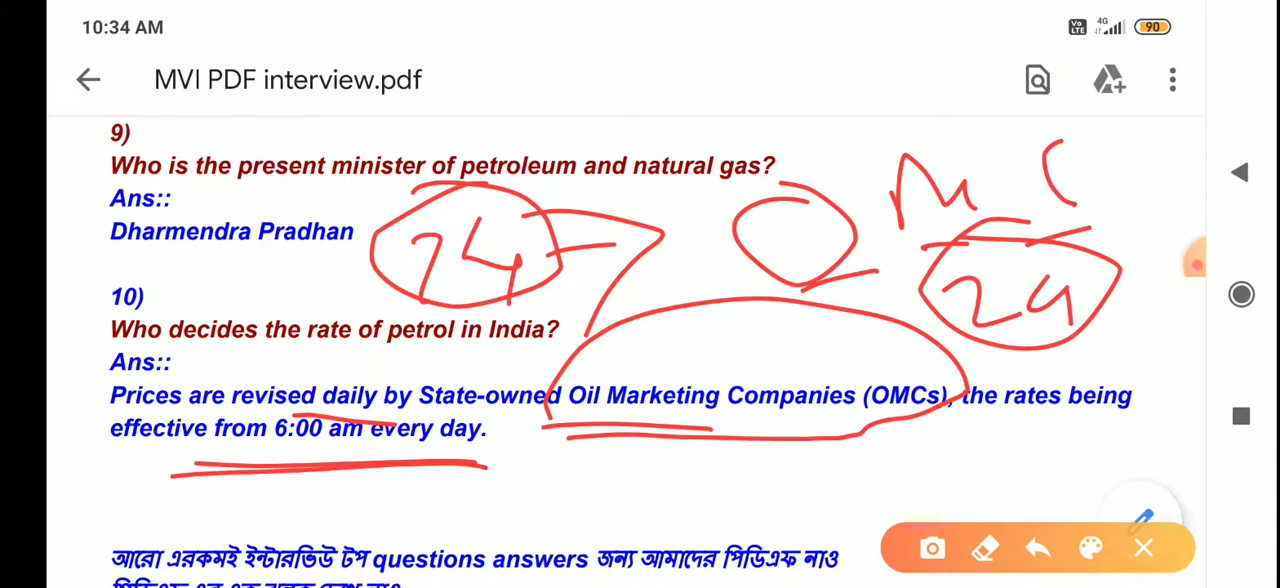 10:34 AM
Vo LTE 4G 90
MVI PDF interview.pdf
9)
Who is the present minister of petroleum and natural gas?
Ans::
Dharmendra Pradhan
24
O M C
24
10)
Who decides the rate of petrol in India?
Ans::
Prices are revised daily by State-owned Oil Marketing Companies (OMCs), the rates being
effective from 6:00 am every day.
আরো এরকমই ইন্টারভিউ টপ questions answers জন্য আমাদের পিডিএফ নাও